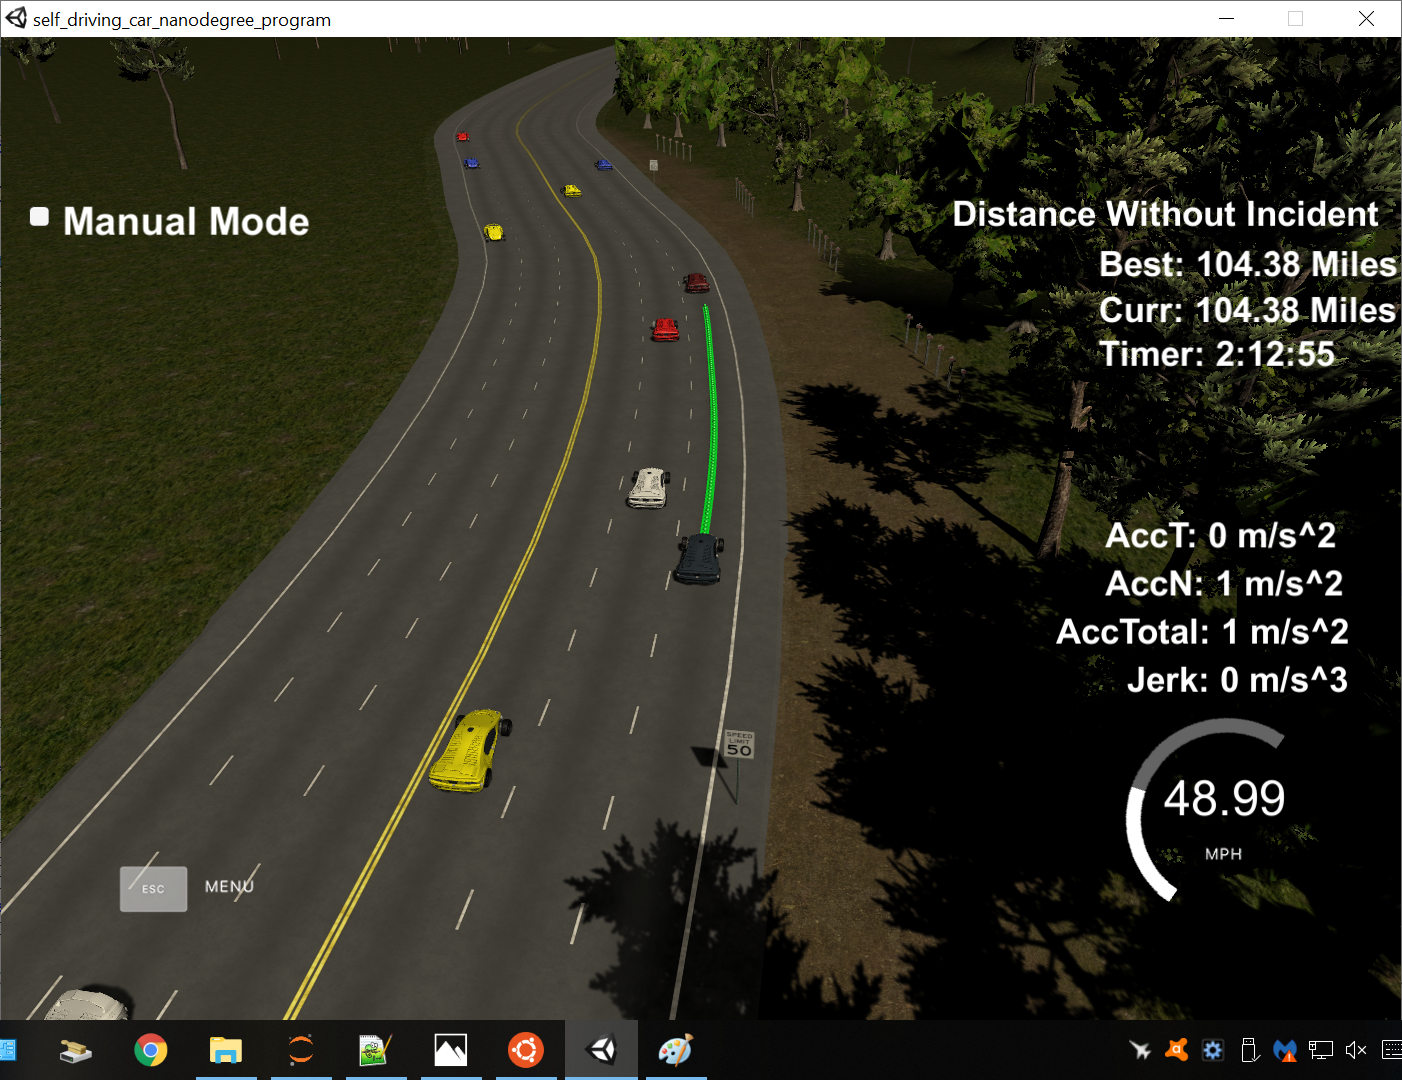 self_driving_car_nanodegree_program
Manual Mode
Distance Without Incident
Best: 104.38 Miles
Curr: 104.38 Miles
Timer: 2:12:55
AccT: 0 m/s^2
AccN: 1 m/s^2
AccTotal: 1 m/s^2
Jerk: 0 m/s^3
SPEED
LIMIT
50
48.99
MPH
ESC MENU